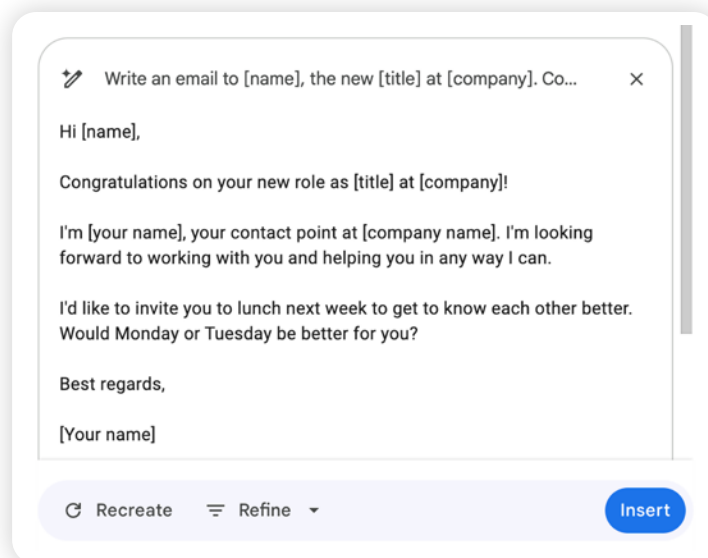 Write an email to [name], the new [title] at [company]. Co...
Hi [name],
Congratulations on your new role as [title] at [company]!
I'm [your name], your contact point at [company name]. I'm looking
forward to working with you and helping you in any way I can.
I'd like to invite you to lunch next week to get to know each other better.
Would Monday or Tuesday be better for you?
Best regards,
[Your name]
Recreate Refine Insert